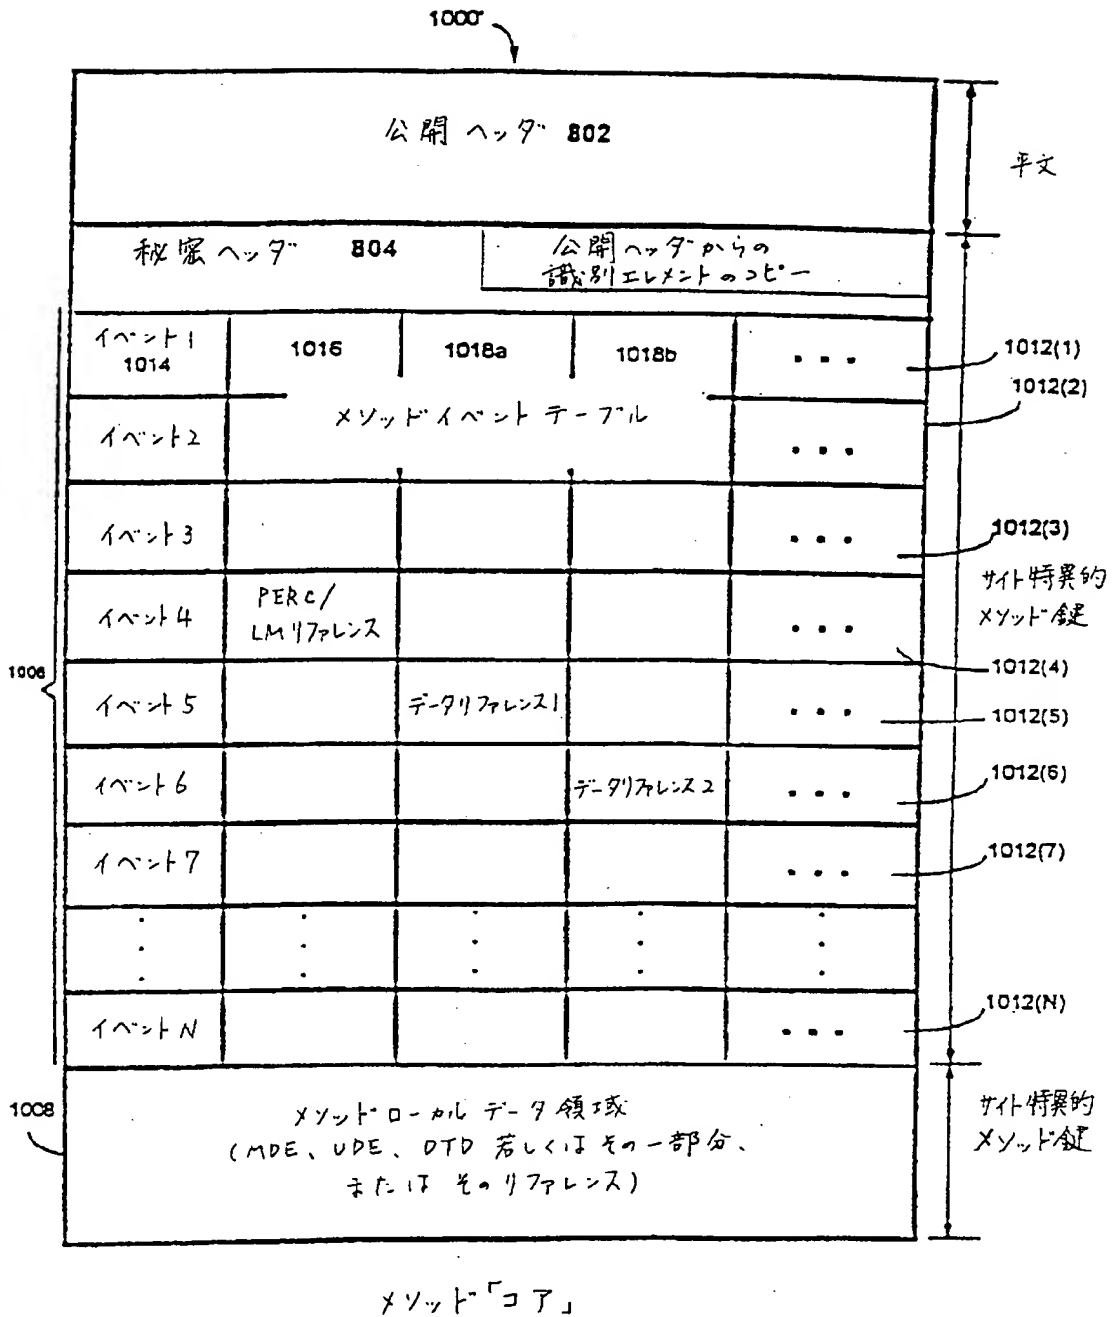 1000'
公開ヘッダ 802
平文
秘密ヘッダ 804
公開ヘッダからの
識別エレメントのコピー
イベント1
1014
1016
1018a
1018b
...
1012(1)
1012(2)
メソッドイベント テーブル
イベント2
...
イベント3
...
1012(3)
サイト特異的
メソッド鍵
イベント4
PERC/
LMリファレンス
...
1012(4)
1006
イベント5
データリファレンス1
...
1012(5)
イベント6
データリファレンス2
...
1012(6)
イベント7
...
1012(7)
イベントN
...
1012(N)
1008
メソッドローカル データ領域
(MDE、UDE、DTD 若しくはその一部分、
または そのリファレンス)
サイト特異的
メソッド鍵
メソッド「コア」